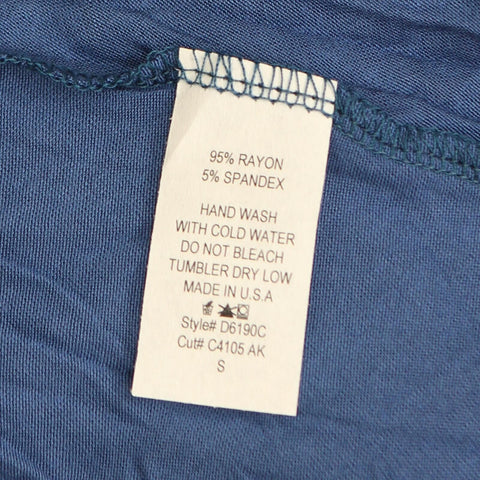 95% RAYON
5% SPANDEX
HAND WASH
WITH COLD WATER
DO NOT BLEACH
TUMBLER DRY LOW
MADE IN U.S.A
Style# D6190C
Cut# C4105 AK
S